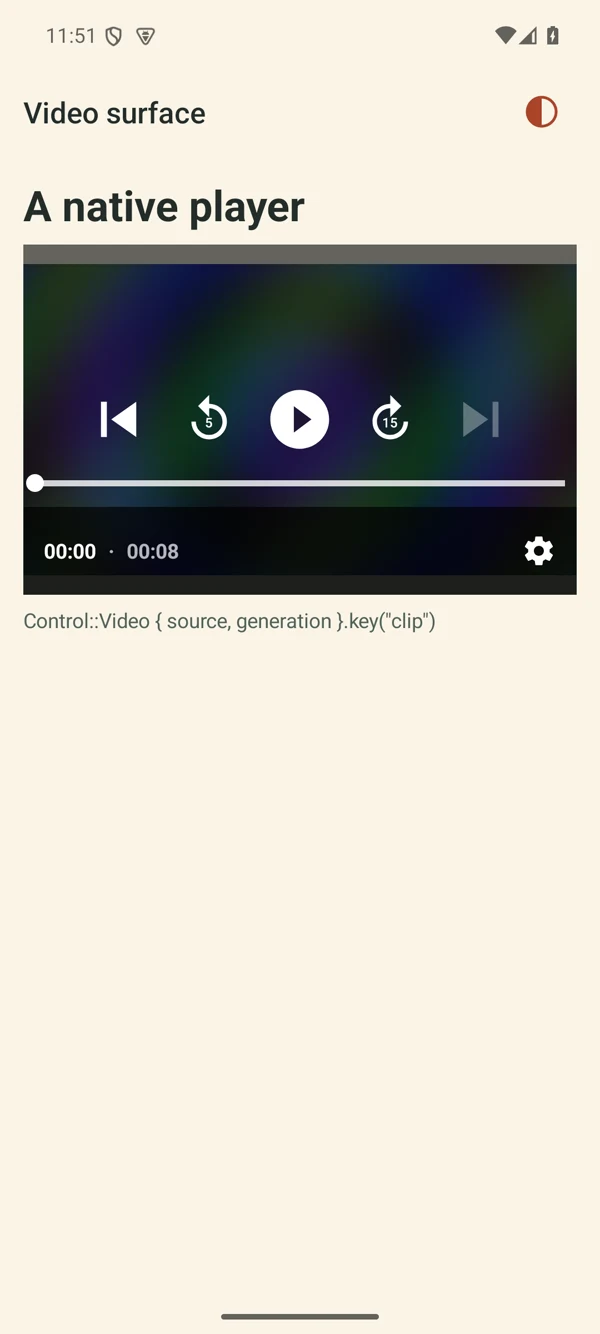 11:51
Video surface
A native player
5
15
00:00 · 00:08
Control::Video { source, generation }.key("clip")